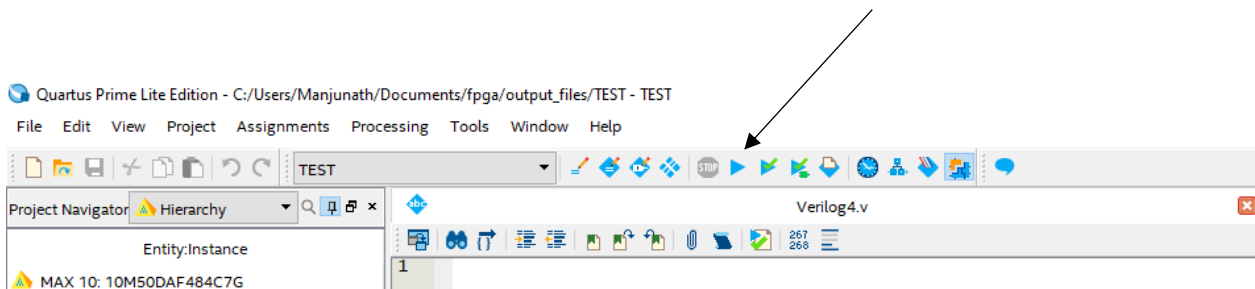 Quartus Prime Lite Edition - C:/Users/Manjunath/Documents/fpga/output_files/TEST - TEST
File Edit View Project Assignments Processing Tools Window Help
TEST
STOP
Project Navigator Hierarchy
abc
Verilog4.v
Entity:Instance
267
268
1
MAX 10: 10M50DAF484C7G